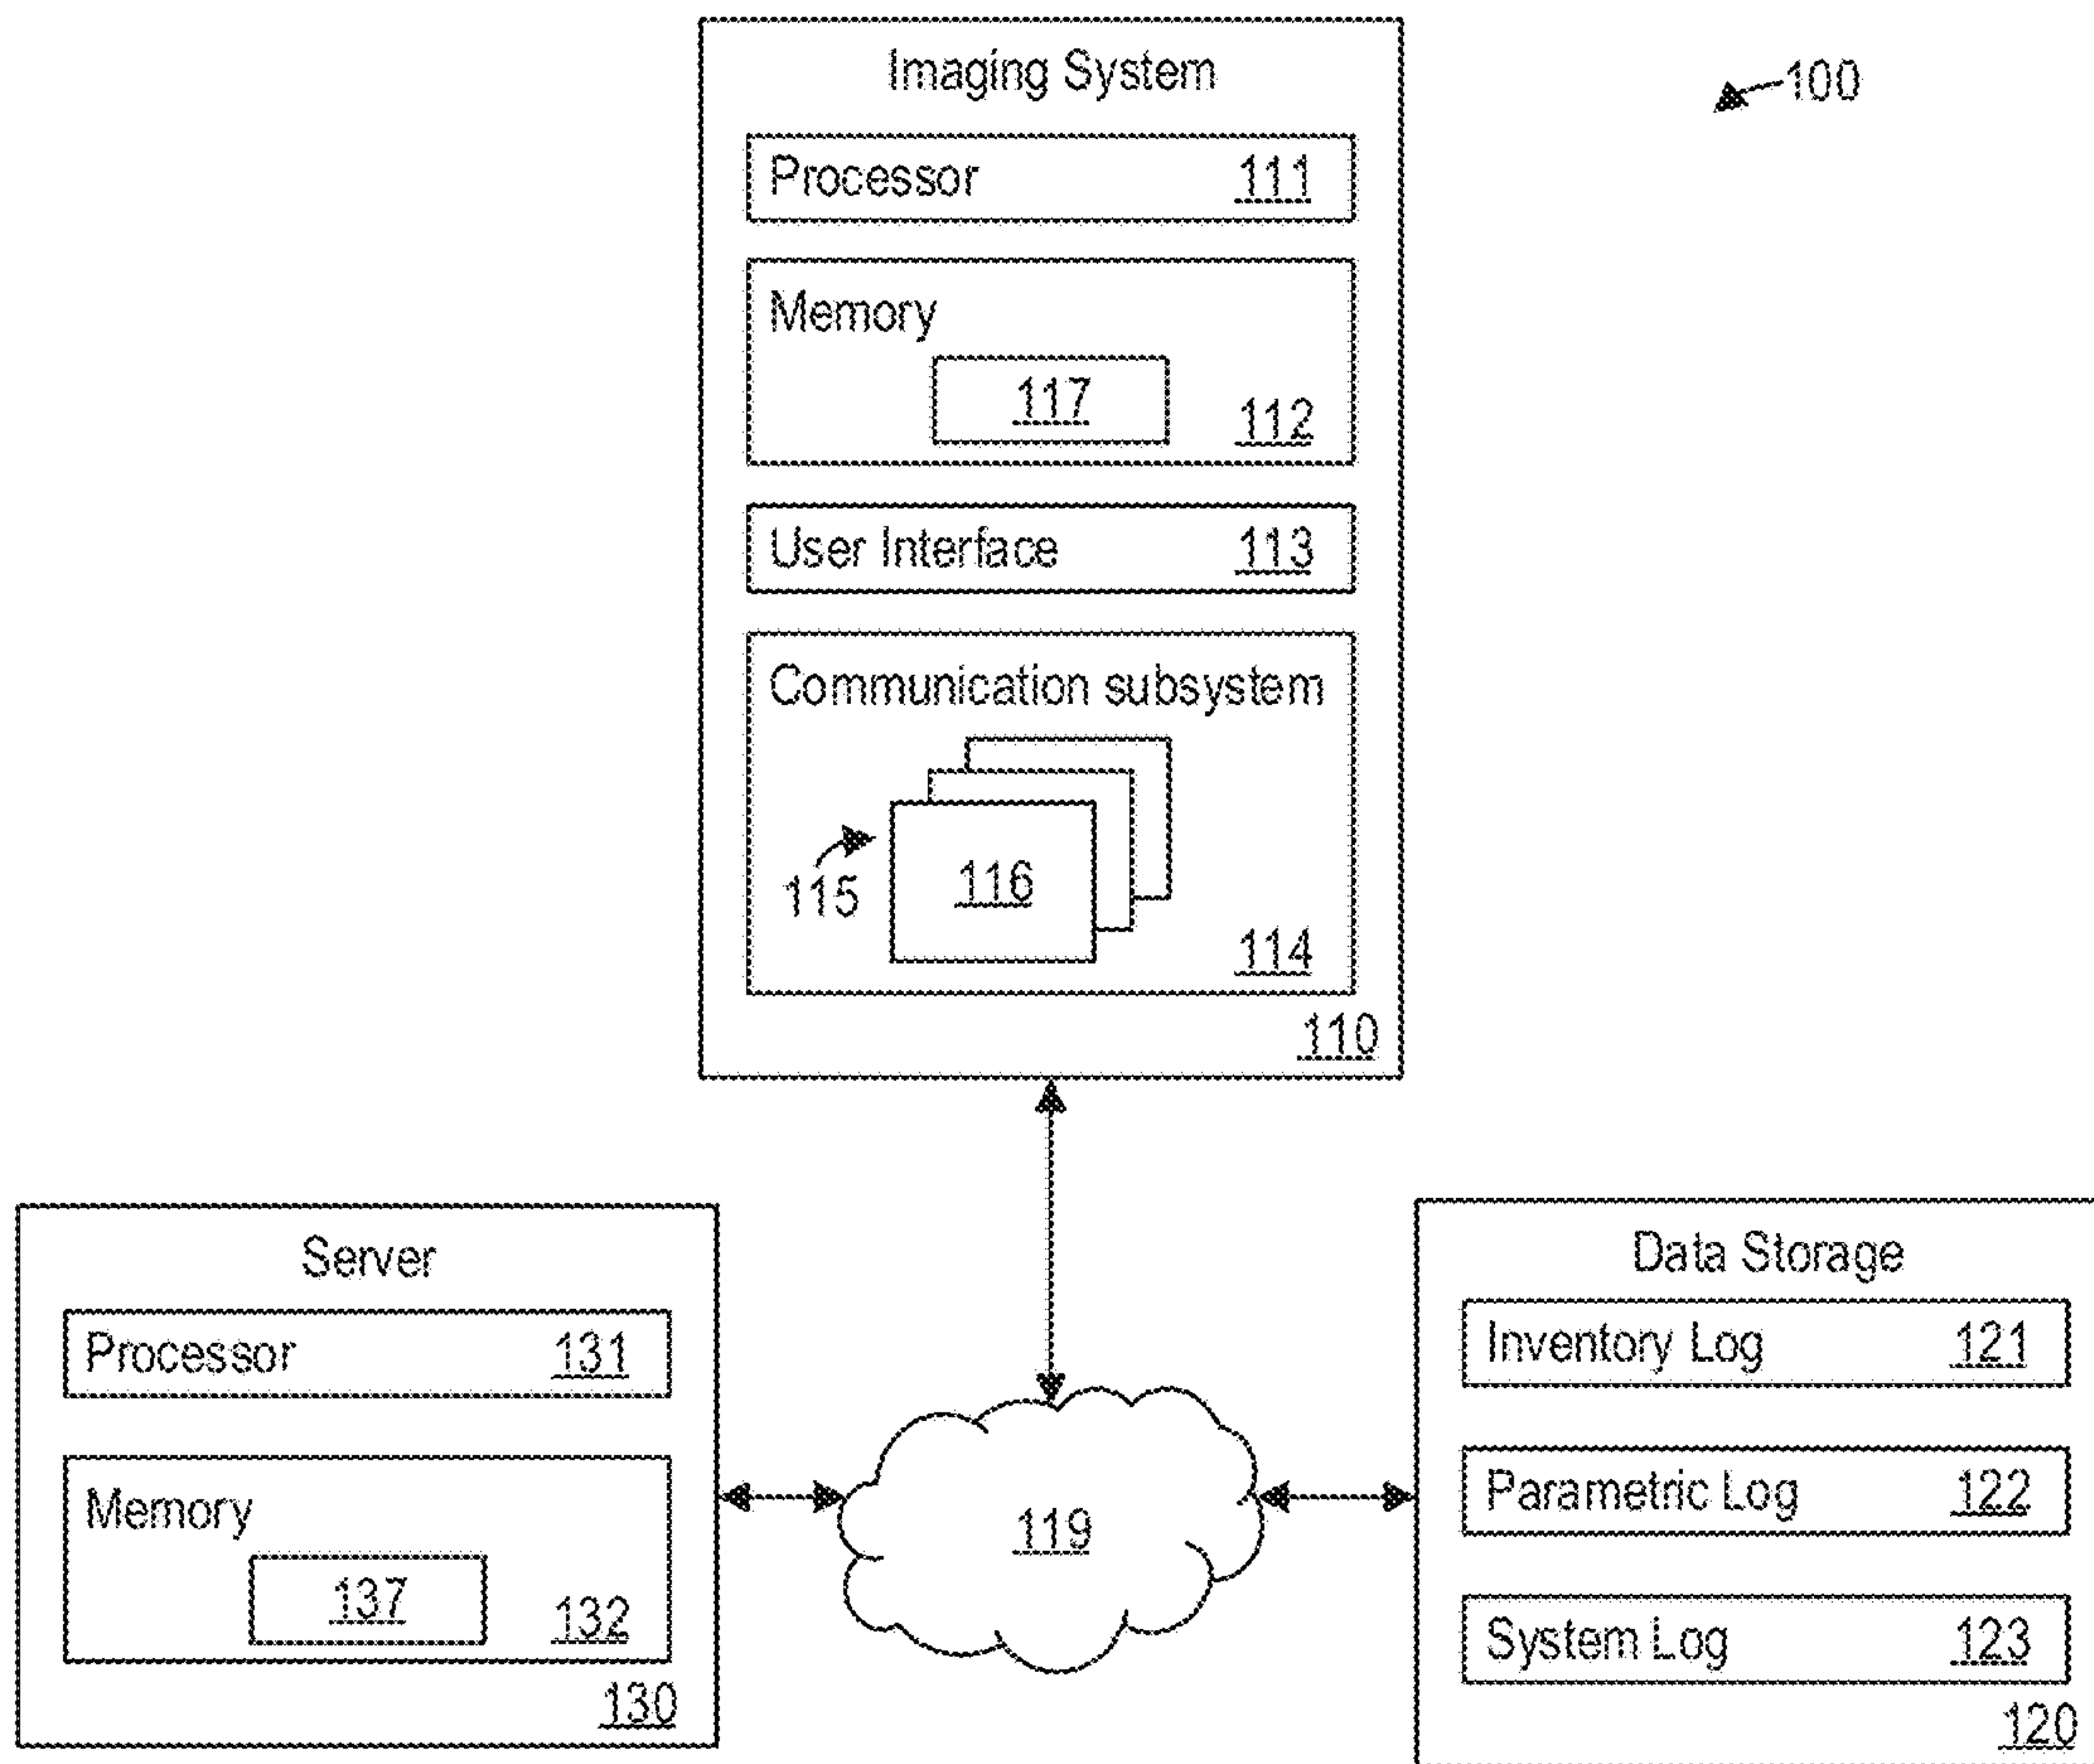 Imaging System
100
Processor 111
Memory
117
112
User Interface 113
Communication subsystem
115
116
114
110
Server
Processor 131
Memory
137
132
130
119
Data Storage
Inventory Log 121
Parametric Log 122
System Log 123
120